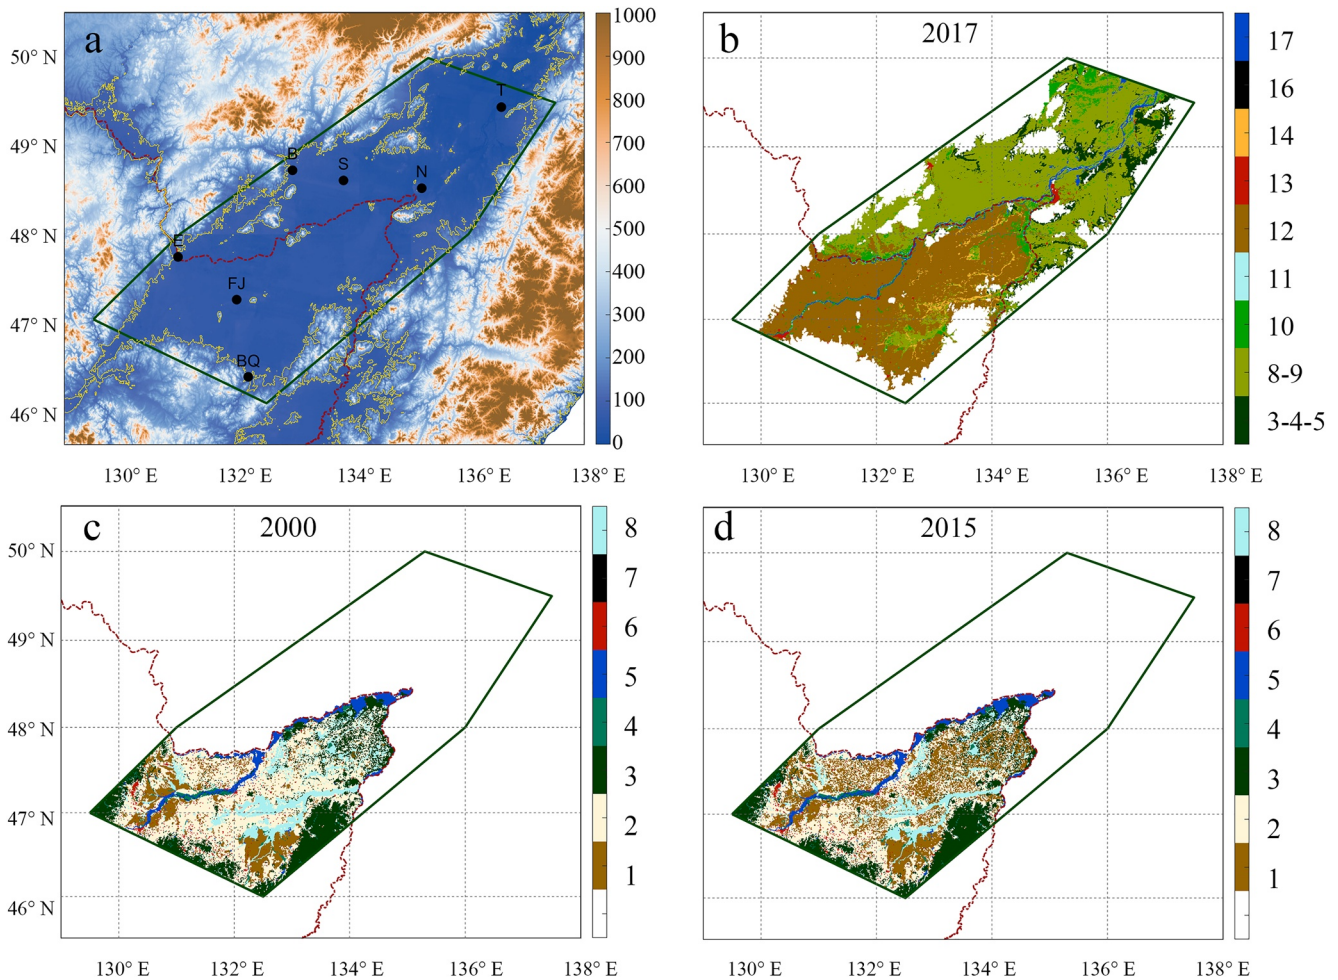 a
1000
900
800
700
600
500
400
300
200
100
0
50° N
49° N
48° N
47° N
46° N
T
B
S
N
E
FJ
BQ
130° E
132° E
134° E
136° E
138° E
b
2017
17
16
14
13
12
11
10
8-9
3-4-5
130° E
132° E
134° E
136° E
138° E
c
2000
50° N
49° N
48° N
47° N
46° N
8
7
6
5
4
3
2
1
130° E
132° E
134° E
136° E
138° E
d
2015
8
7
6
5
4
3
2
1
130° E
132° E
134° E
136° E
138° E